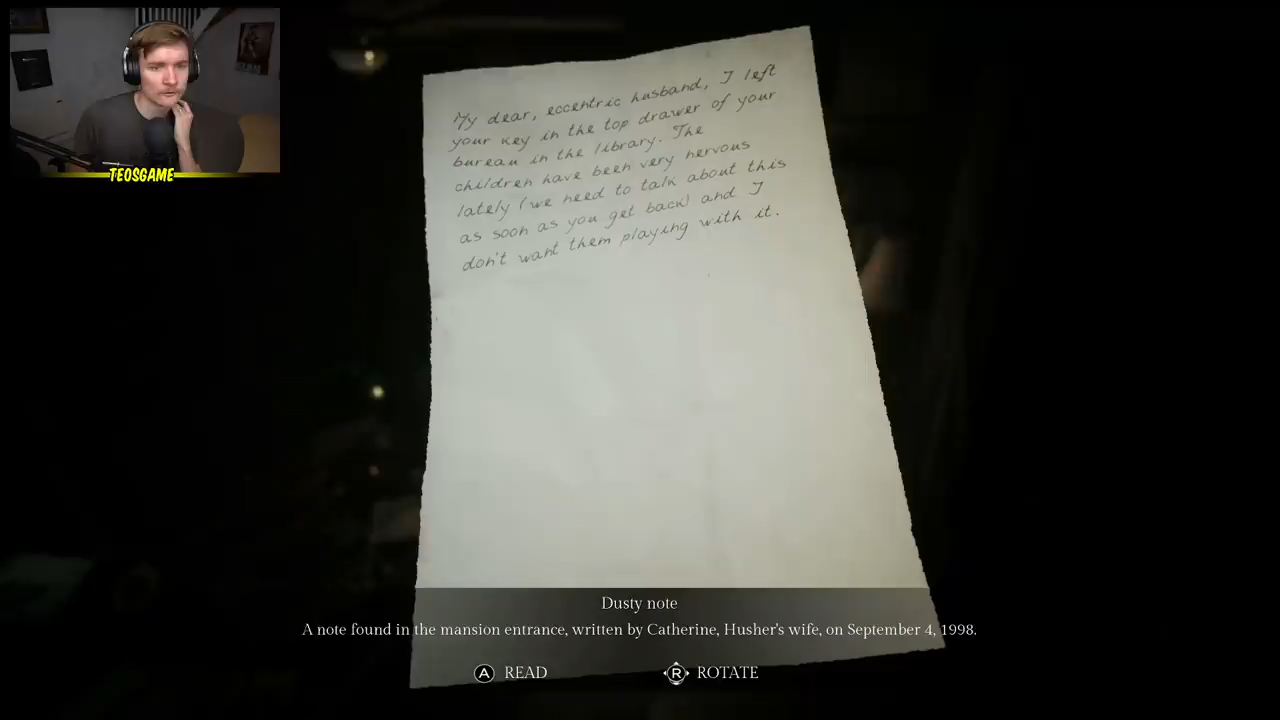 TEOSGAME
My dear, eccentric husband, I left
your key in the top drawer of your
bureau in the library. The
children have been very nervous
lately (we need to talk about this
as soon as you get back) and I
don't want them playing with it.
Dusty note
A note found in the mansion entrance, written by Catherine, Husher's wife, on September 4, 1998.
A READ R ROTATE